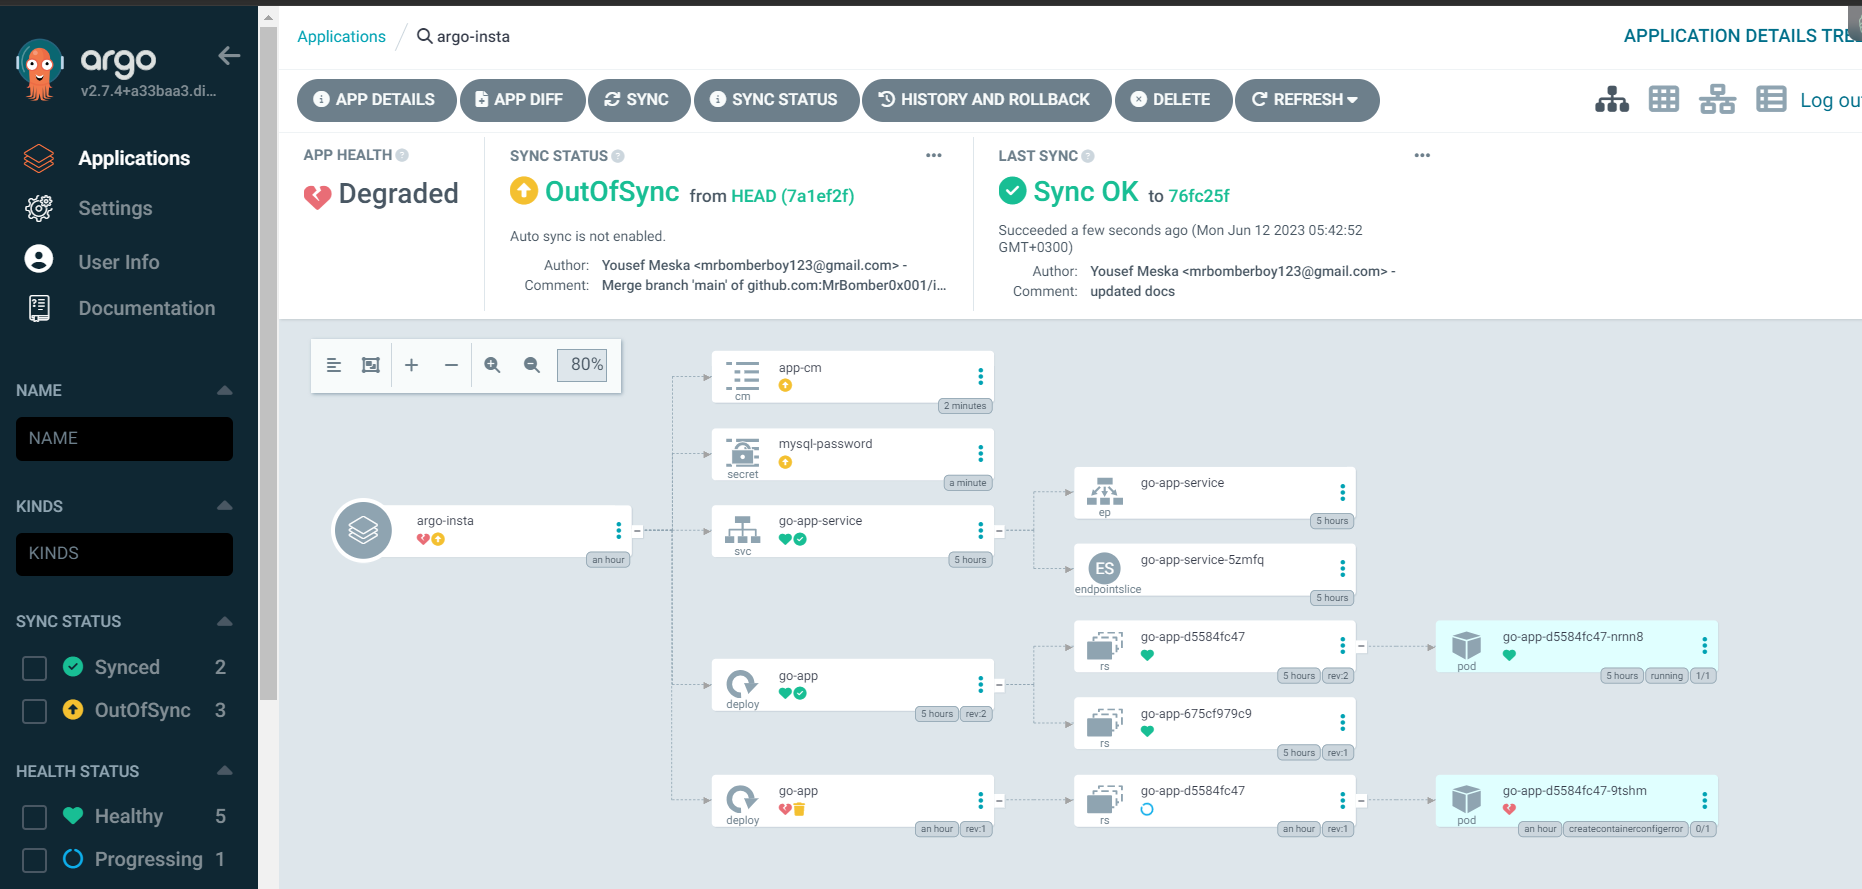 argo
v2.7.4+a33baa3.di...
Applications
Settings
User Info
Documentation
NAME
NAME
KINDS
KINDS
SYNC STATUS
Synced 2
OutOfSync 3
HEALTH STATUS
Healthy 5
Progressing 1
Applications / argo-insta
APPLICATION DETAILS TRE
APP DETAILS
APP DIFF
SYNC
SYNC STATUS
HISTORY AND ROLLBACK
DELETE
REFRESH
Log ou
APP HEALTH
Degraded
SYNC STATUS
OutOfSync from HEAD (7a1ef2f)
Auto sync is not enabled.
Author: Yousef Meska <mrbomberboy123@gmail.com> -
Comment: Merge branch 'main' of github.com:MrBomber0x001/i...
LAST SYNC
Sync OK to 76fc25f
Succeeded a few seconds ago (Mon Jun 12 2023 05:42:52
GMT+0300)
Author: Yousef Meska <mrbomberboy123@gmail.com> -
Comment: updated docs
80%
argo-insta
an hour
app-cm
cm
2 minutes
mysql-password
secret
a minute
go-app-service
svc
5 hours
go-app-service
ep
5 hours
ES
go-app-service-5zmfq
endpointslice
5 hours
go-app
deploy
5 hours rev:2
go-app-d5584fc47
rs
5 hours rev:2
go-app-d5584fc47-nrnn8
pod
5 hours running 1/1
go-app-675cf979c9
rs
5 hours rev:1
go-app
deploy
an hour rev:1
go-app-d5584fc47
rs
an hour rev:1
go-app-d5584fc47-9tshm
pod
an hour createcontainerconfigerror 0/1